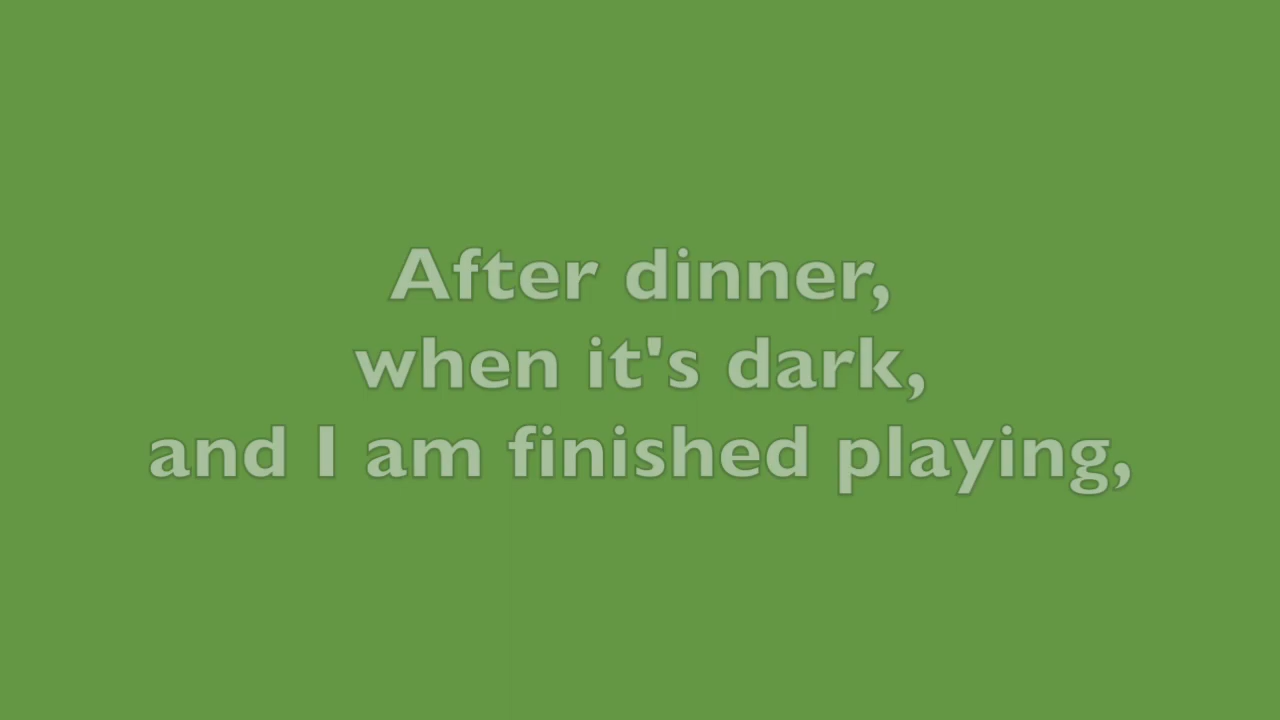 After dinner,
when it's dark,
and I am finished playing,